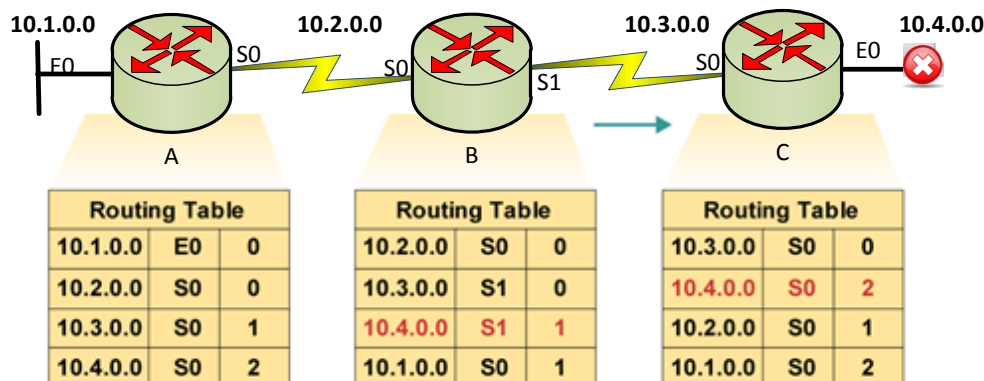 10.1.0.0 10.2.0.0 10.3.0.0 10.4.0.0
E0 S0 S0 S1 S0 E0
A B C
Routing Table
10.1.0.0 E0 0
10.2.0.0 S0 0
10.3.0.0 S0 1
10.4.0.0 S0 2
Routing Table
10.2.0.0 S0 0
10.3.0.0 S1 0
10.4.0.0 S1 1
10.1.0.0 S0 1
Routing Table
10.3.0.0 S0 0
10.4.0.0 S0 2
10.2.0.0 S0 1
10.1.0.0 S0 2